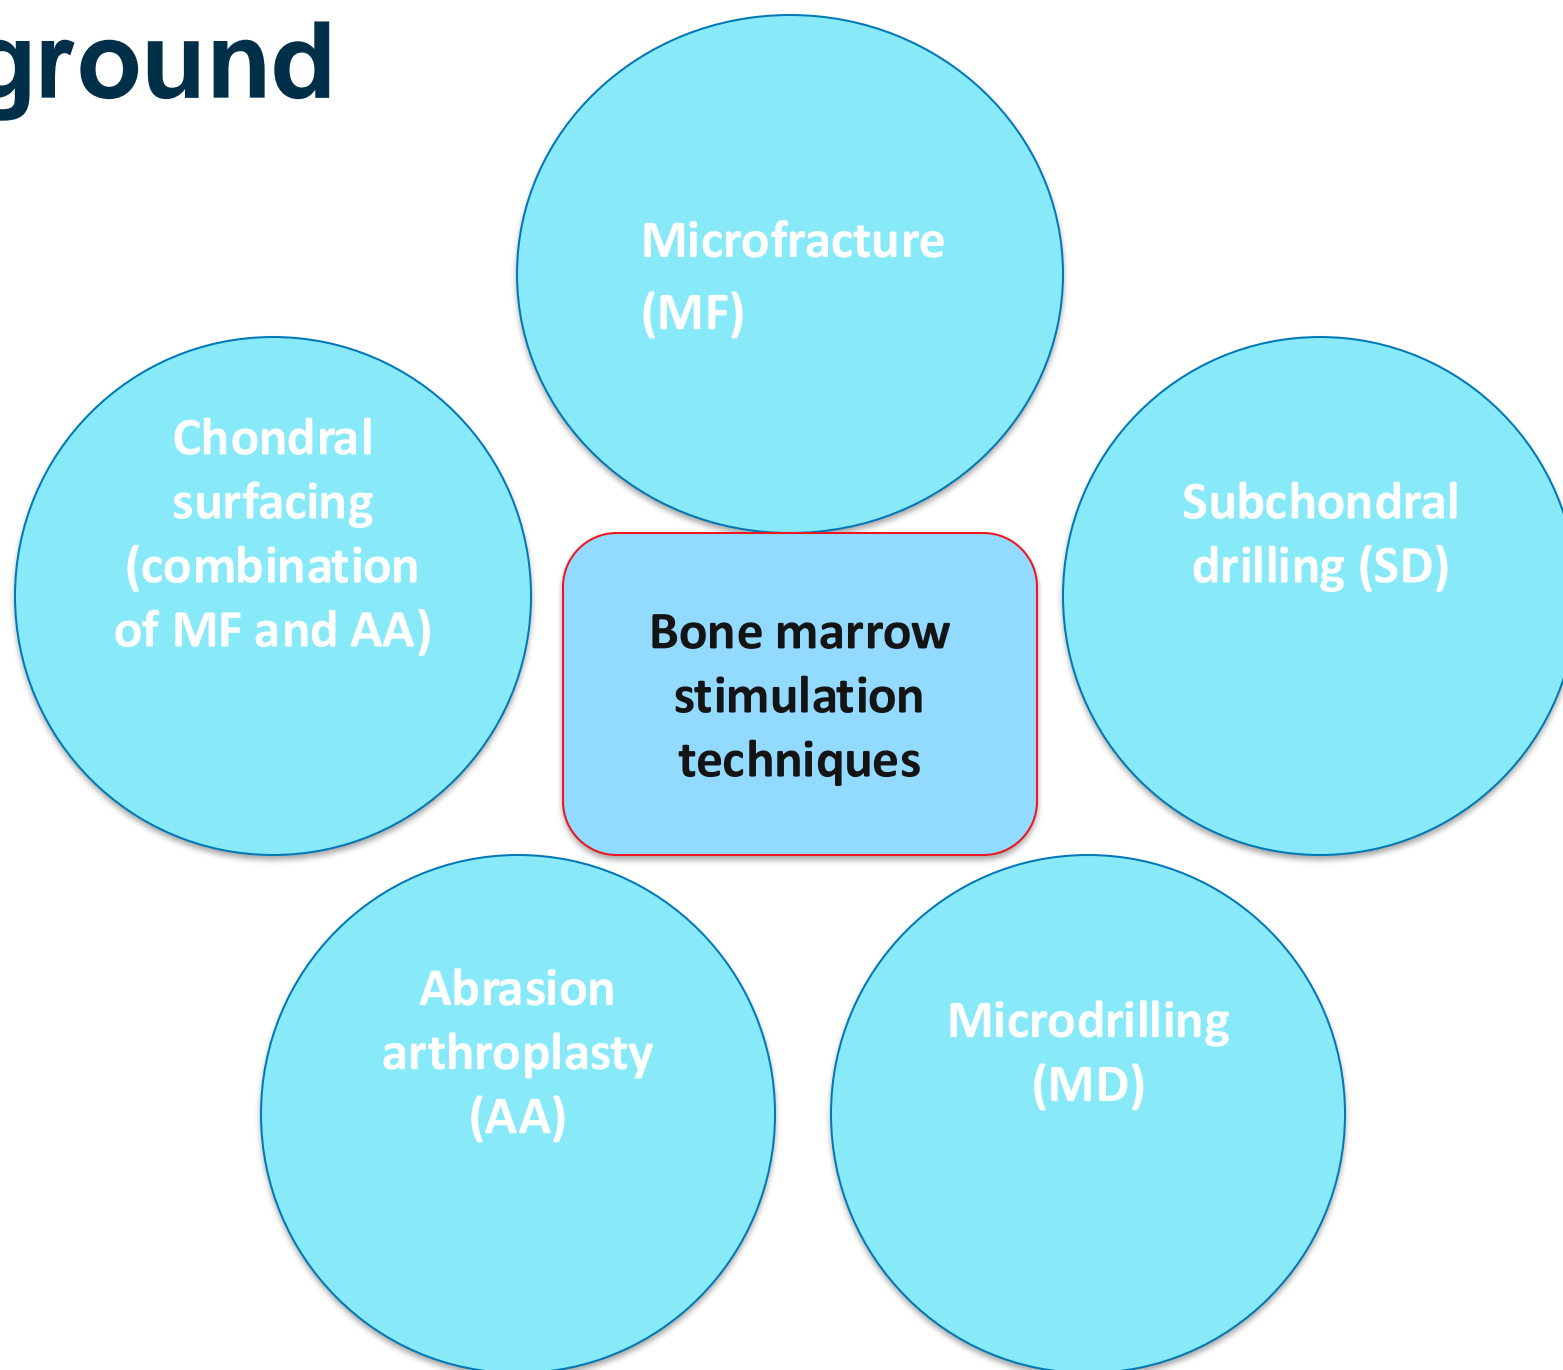 ground
Microfracture
(MF)
Chondral
surfacing
(combination
of MF and AA)
Subchondral
drilling (SD)
Bone marrow
stimulation
techniques
Abrasion
arthroplasty
(AA)
Microdrilling
(MD)